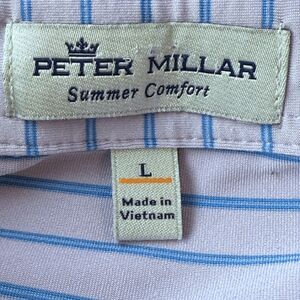 PETER MILLAR
Summer Comfort
L
Made in
Vietnam